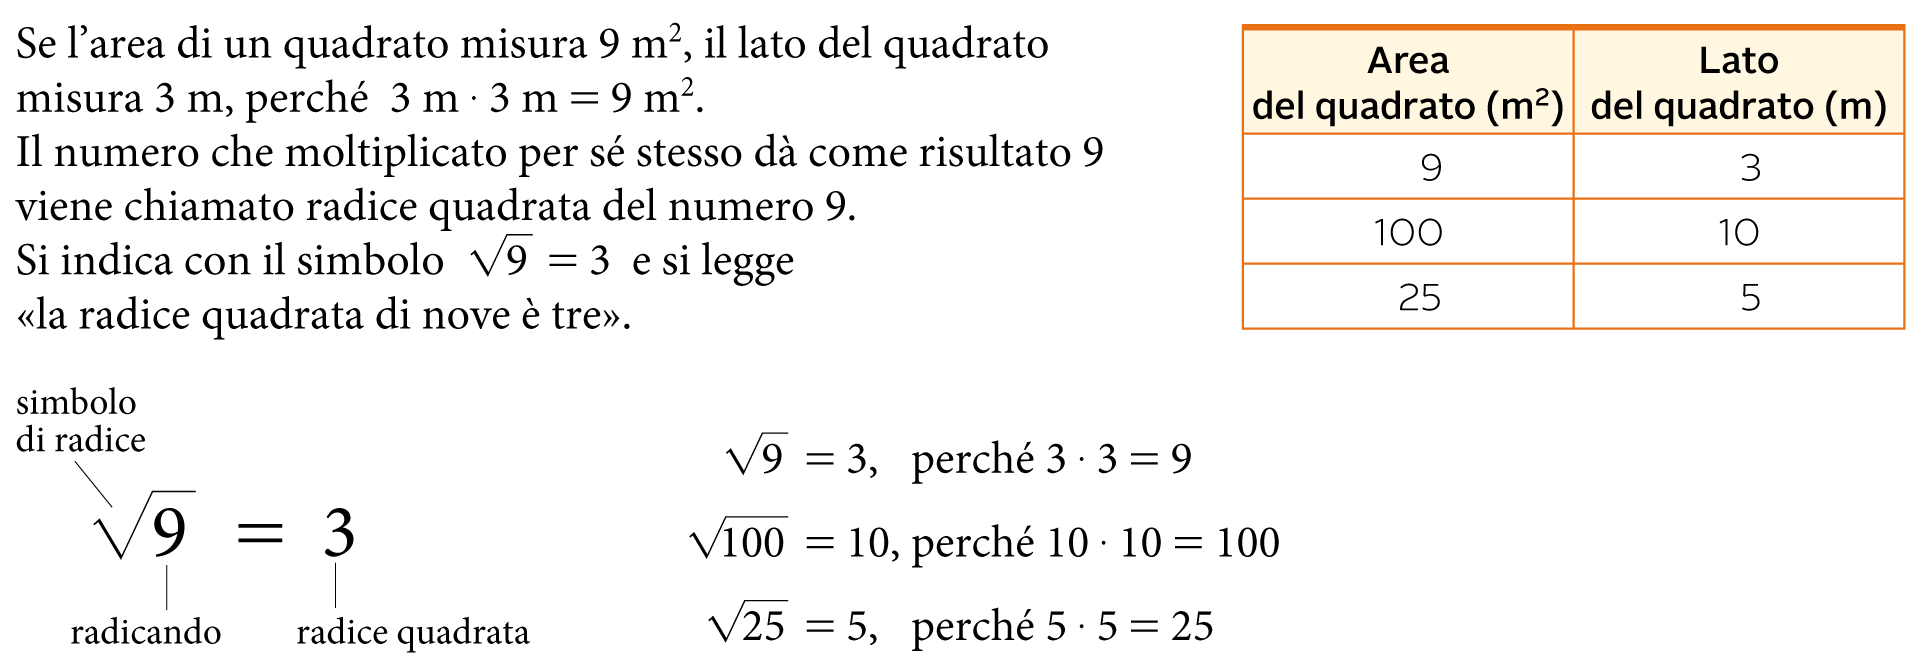 Se l’area di un quadrato misura 9 m², il lato del quadrato
misura 3 m, perché 3 m · 3 m = 9 m².
Il numero che moltiplicato per sé stesso dà come risultato 9
viene chiamato radice quadrata del numero 9.
Si indica con il simbolo √9 = 3 e si legge
«la radice quadrata di nove è tre».
Area del quadrato (m²) Lato del quadrato (m)
9 3
100 10
25 5
simbolo
di radice
√9 = 3
radicando radice quadrata
√9 = 3, perché 3 · 3 = 9
√100 = 10, perché 10 · 10 = 100
√25 = 5, perché 5 · 5 = 25